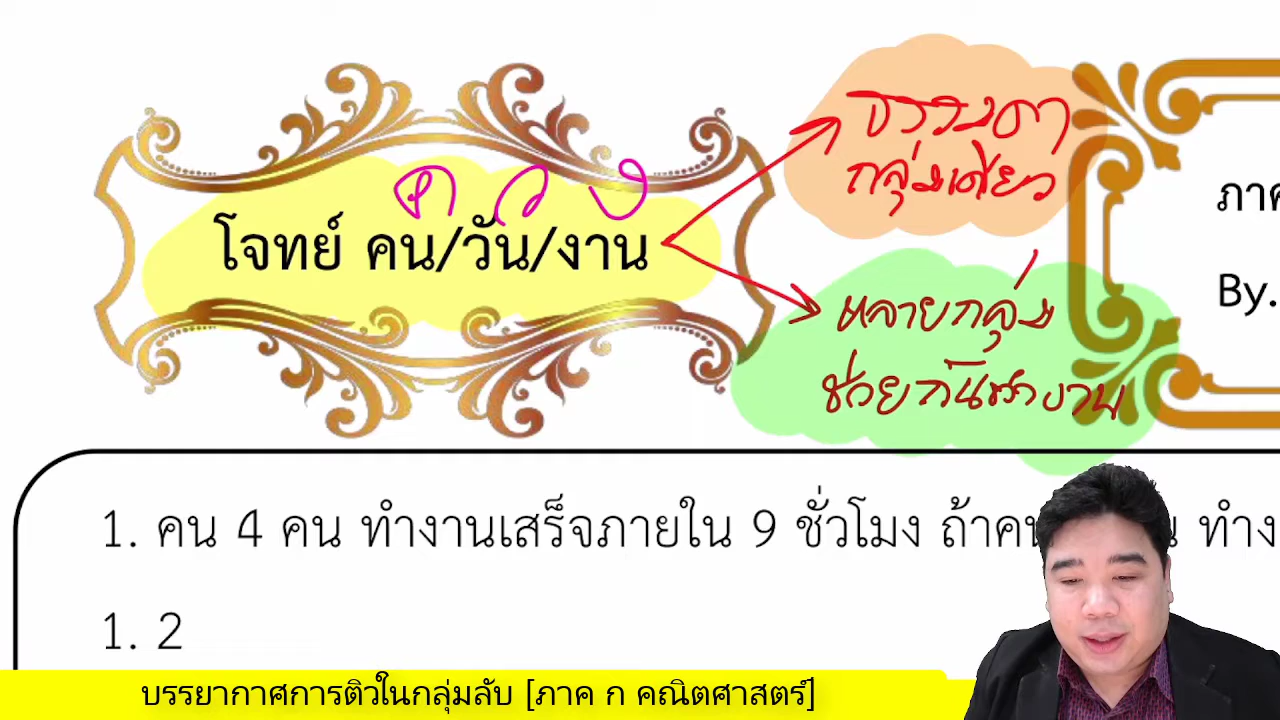 ค ว ง
โจทย์ คน/วัน/งาน
ธรรมดา
กลุ่มเดียว
หลายกลุ่ม
ช่วยกันทำงาน
ภาค
By.
1. คน 4 คน ทำงานเสร็จภายใน 9 ชั่วโมง ถ้าคน ทำง
1. 2
บรรยากาศการติวในกลุ่มลับ [ภาค ก คณิตศาสตร์]